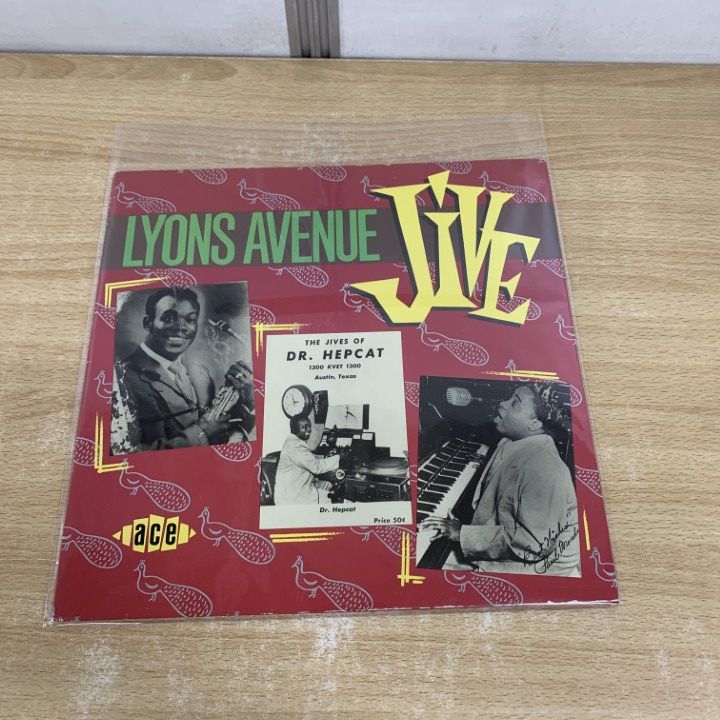 LYONS AVENUE JiVE
THE JIVES OF
DR. HEPCAT
1300 KVET 1300
Austin, Texas
Dr. Hepcat
Price 50¢
ace